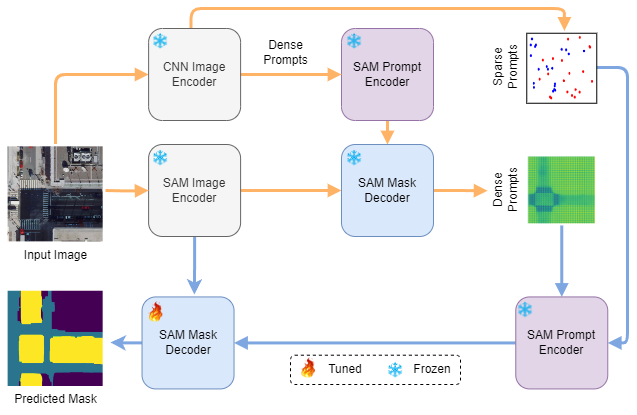 CNN Image
Encoder
Dense
Prompts
SAM Prompt
Encoder
Sparse
Prompts
Input Image
SAM Image
Encoder
SAM Mask
Decoder
Dense
Prompts
Predicted Mask
SAM Mask
Decoder
SAM Prompt
Encoder
Tuned
Frozen